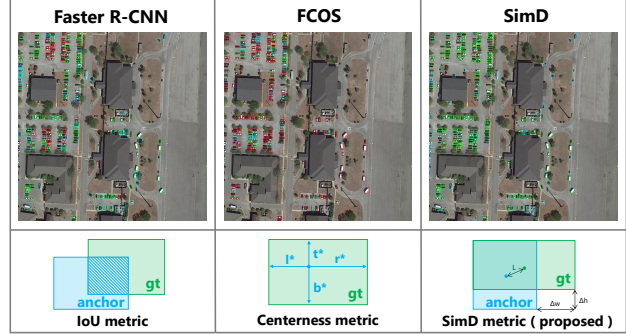 Faster R-CNN
FCOS
SimD
gt
anchor
IoU metric
l*
t*
r*
b*
gt
Centerness metric
L
gt
anchor
Δw
Δh
SimD metric ( proposed )